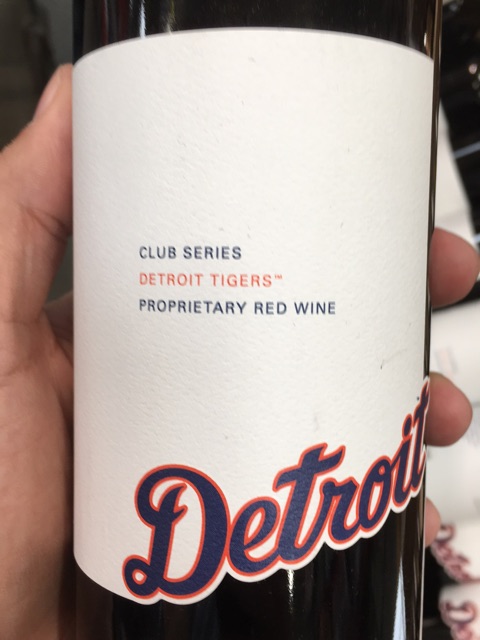 CLUB SERIES
DETROIT TIGERS™
PROPRIETARY RED WINE
Detroit